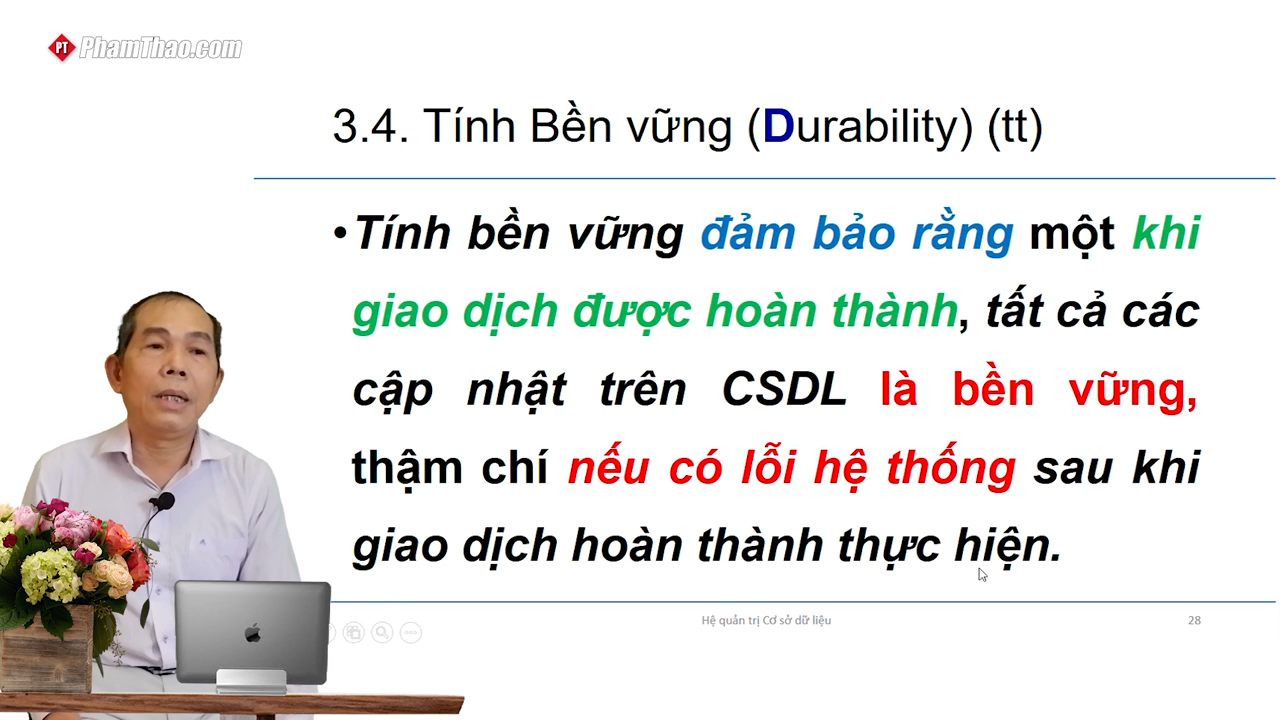 PT PhamThao.com
3.4. Tính Bền vững (Durability) (tt)
•Tính bền vững đảm bảo rằng một khi
giao dịch được hoàn thành, tất cả các
cập nhật trên CSDL là bền vững,
thậm chí nếu có lỗi hệ thống sau khi
giao dịch hoàn thành thực hiện.
Hệ quản trị Cơ sở dữ liệu
28